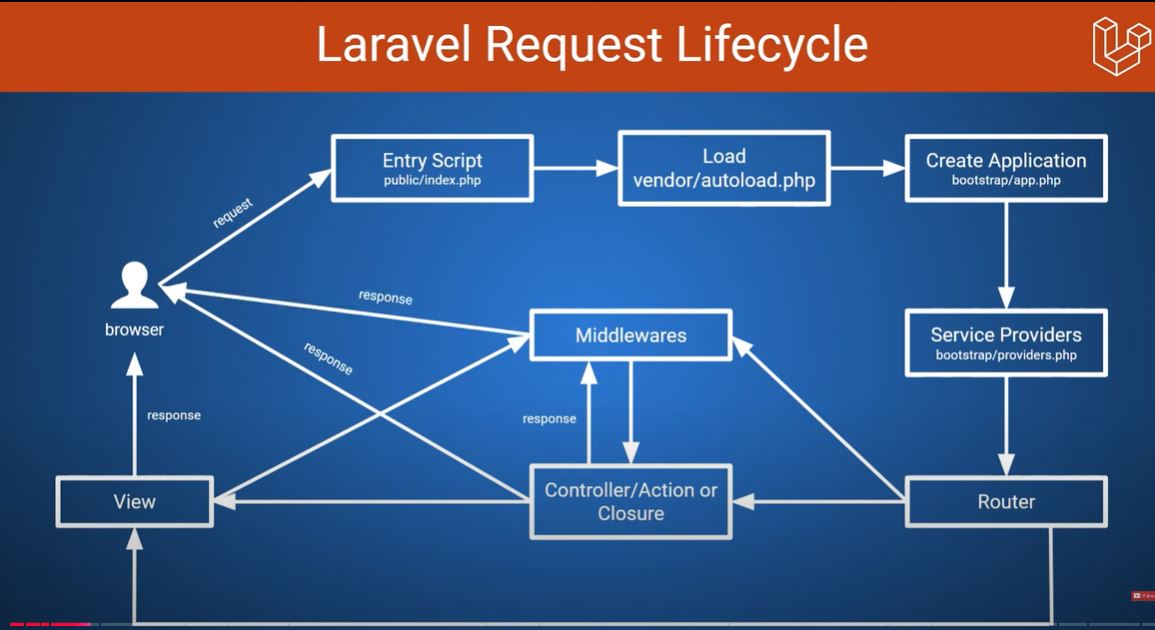 Laravel Request Lifecycle
Entry Script
public/index.php
Load
vendor/autoload.php
Create Application
bootstrap/app.php
request
browser
response
response
Middlewares
Service Providers
bootstrap/providers.php
response
response
View
Controller/Action or
Closure
Router